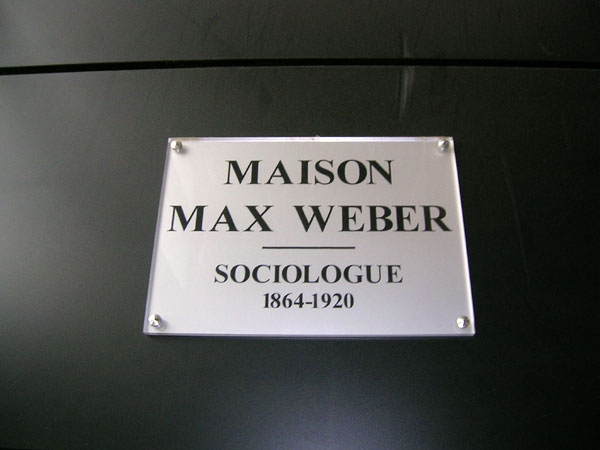 MAISON
MAX WEBER
SOCIOLOGUE
1864-1920